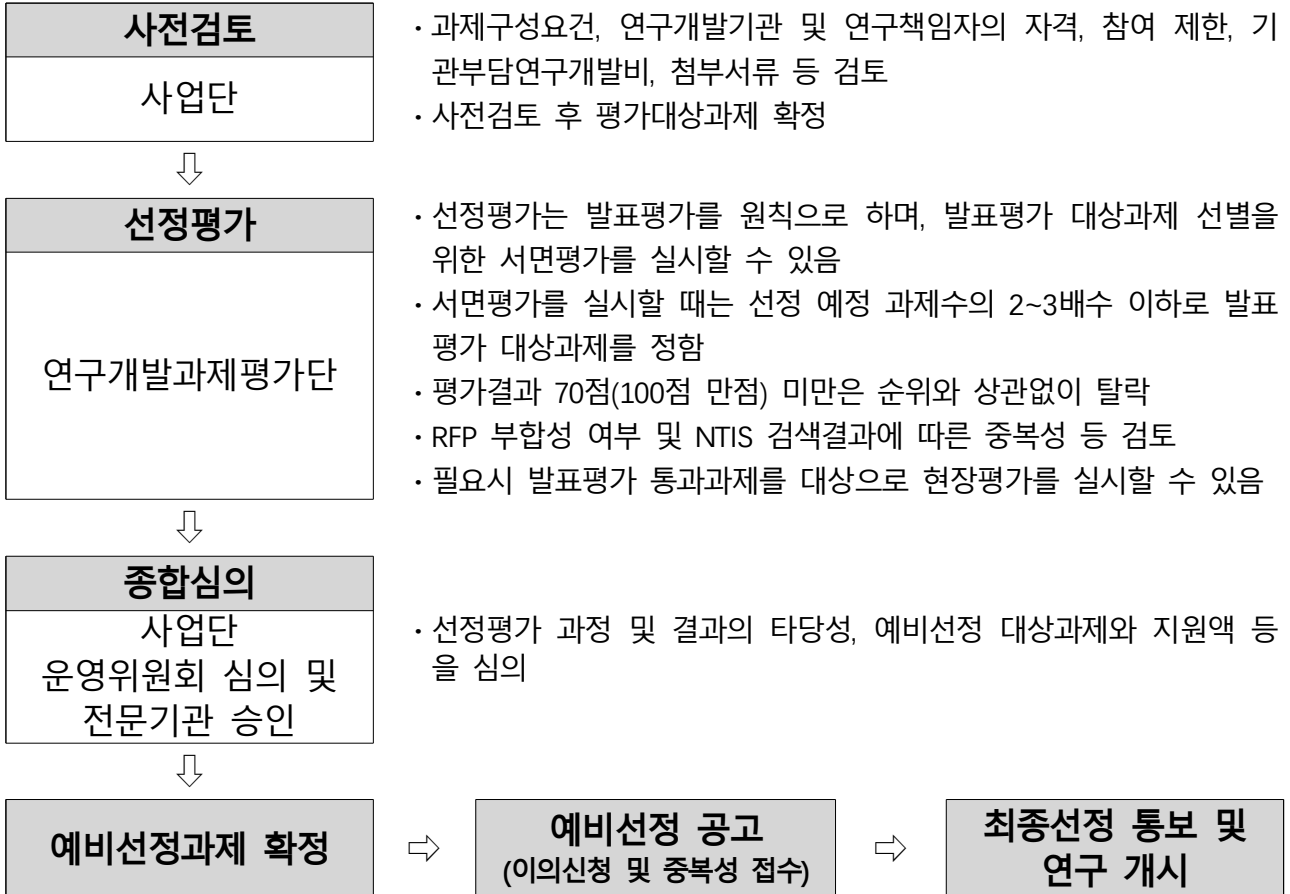 사전검토
사업단
· 과제구성요건, 연구개발기관 및 연구책임자의 자격, 참여 제한, 기
관부담연구개발비, 첨부서류 등 검토
· 사전검토 후 평가대상과제 확정
⇩
선정평가
연구개발과제평가단
· 선정평가는 발표평가를 원칙으로 하며, 발표평가 대상과제 선별을
위한 서면평가를 실시할 수 있음
· 서면평가를 실시할 때는 선정 예정 과제수의 2~3배수 이하로 발표
평가 대상과제를 정함
· 평가결과 70점(100점 만점) 미만은 순위와 상관없이 탈락
· RFP 부합성 여부 및 NTIS 검색결과에 따른 중복성 등 검토
· 필요시 발표평가 통과과제를 대상으로 현장평가를 실시할 수 있음
⇩
종합심의
사업단
운영위원회 심의 및
전문기관 승인
· 선정평가 과정 및 결과의 타당성, 예비선정 대상과제와 지원액 등
을 심의
⇩
예비선정과제 확정
⇨
예비선정 공고
(이의신청 및 중복성 접수)
⇨
최종선정 통보 및
연구 개시